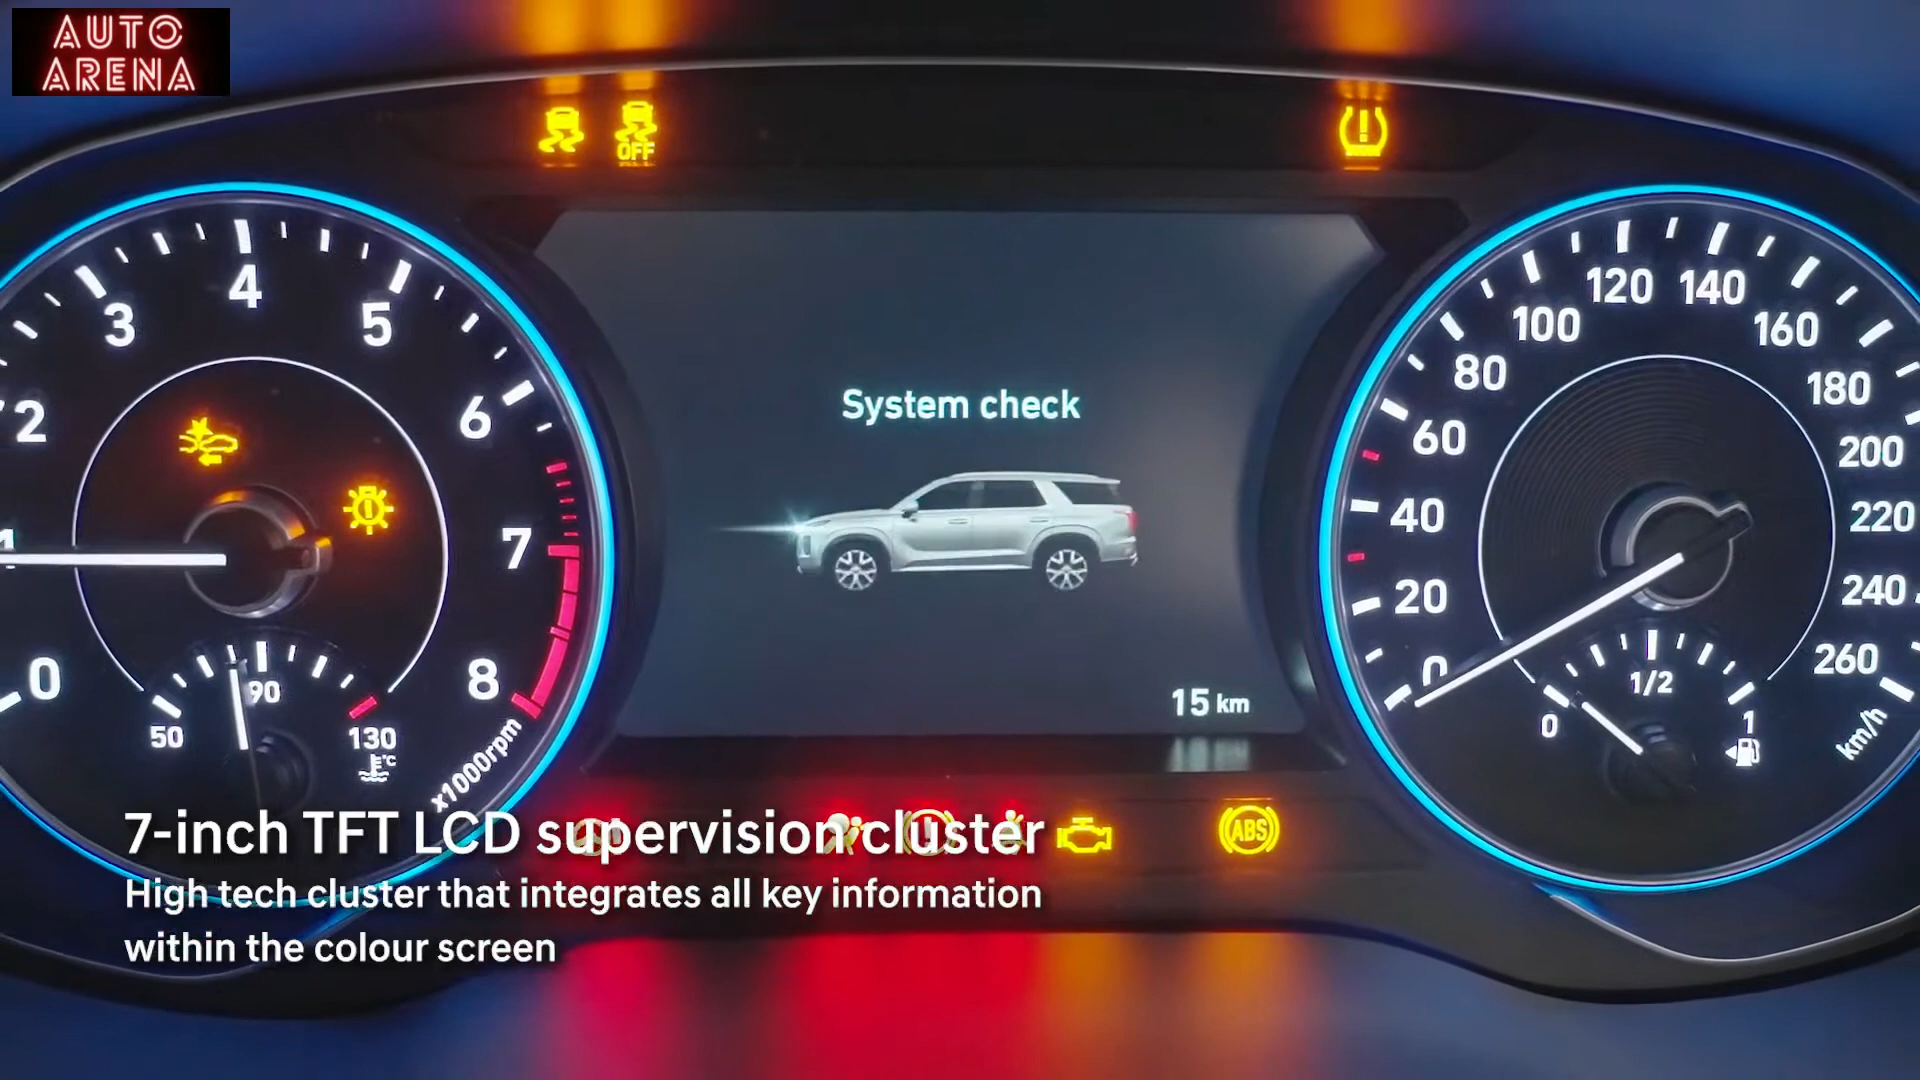 AUTO
ARENA
OFF
System check
15 km
1
2
3
4
5
6
7
8
0
x1000rpm
50
90
130
°C
0
20
40
60
80
100
120
140
160
180
200
220
240
260
km/h
0
1/2
1
ABS
7-inch TFT LCD supervision cluster
High tech cluster that integrates all key information
within the colour screen